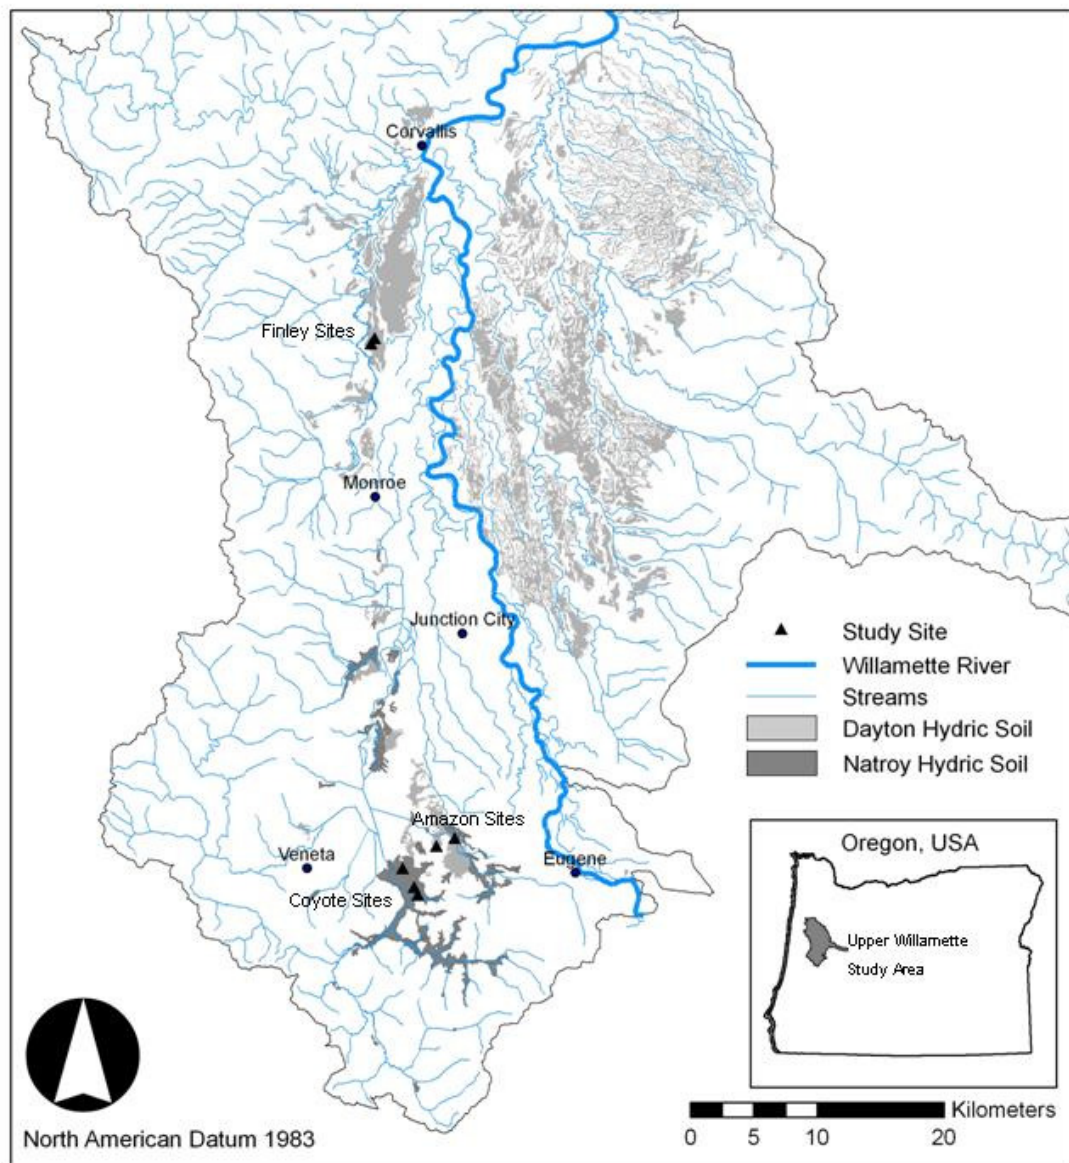 Corvallis
Finley Sites
Monroe
Junction City
Study Site
Willamette River
Streams
Dayton Hydric Soil
Natroy Hydric Soil
Amazon Sites
Veneta
Eugene
Coyote Sites
Oregon, USA
Upper Willamette
Study Area
Kilometers
0 5 10 20
North American Datum 1983